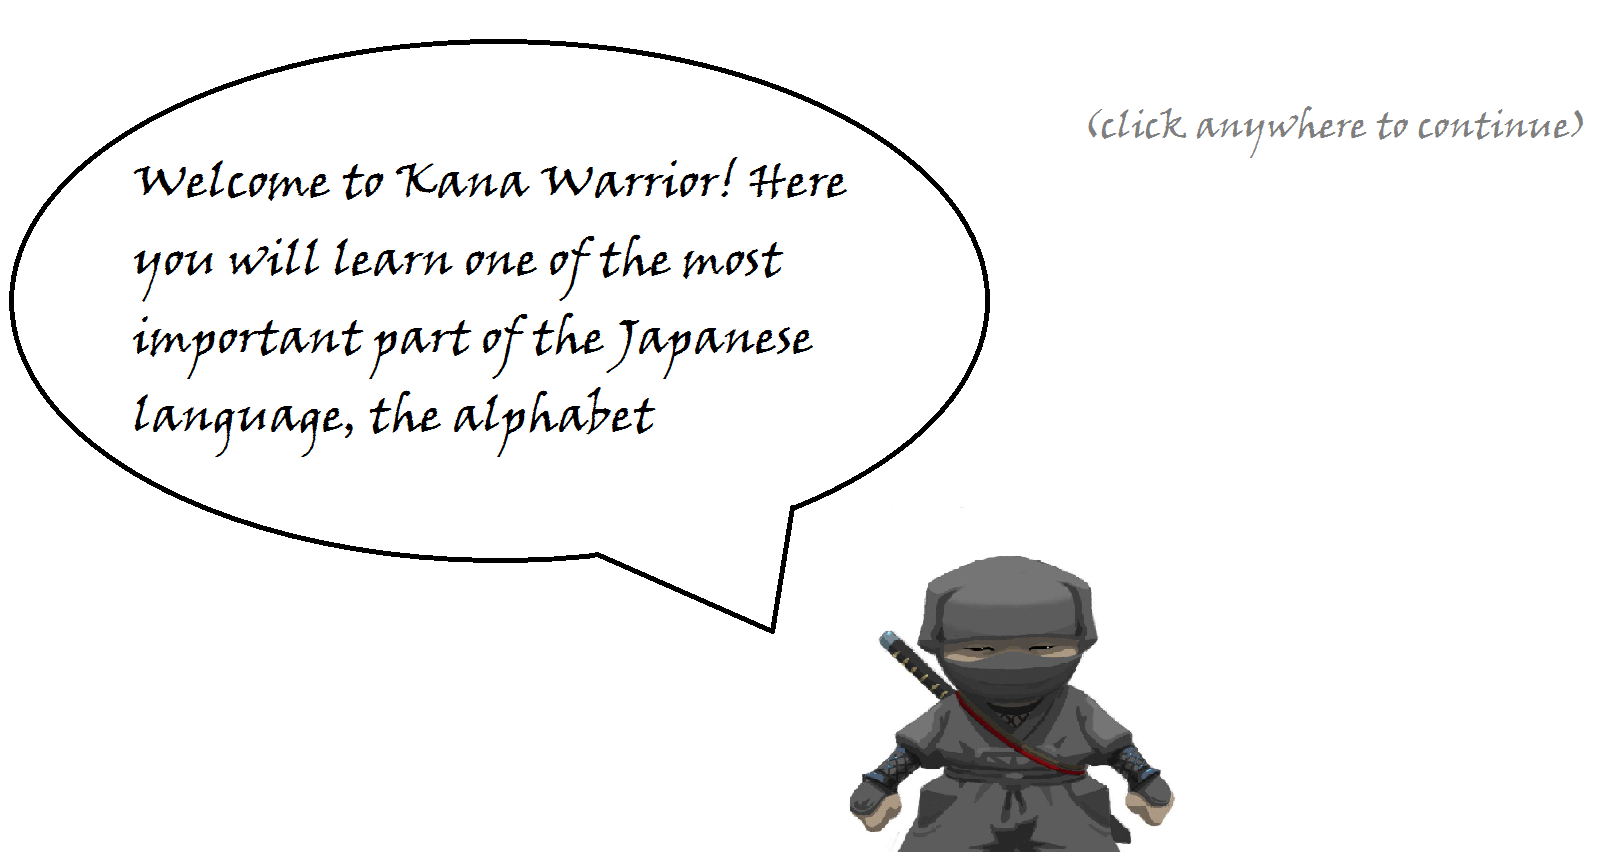 Welcome to Kana Warrior! Here
you will learn one of the most
important part of the Japanese
language, the alphabet
(click anywhere to continue)